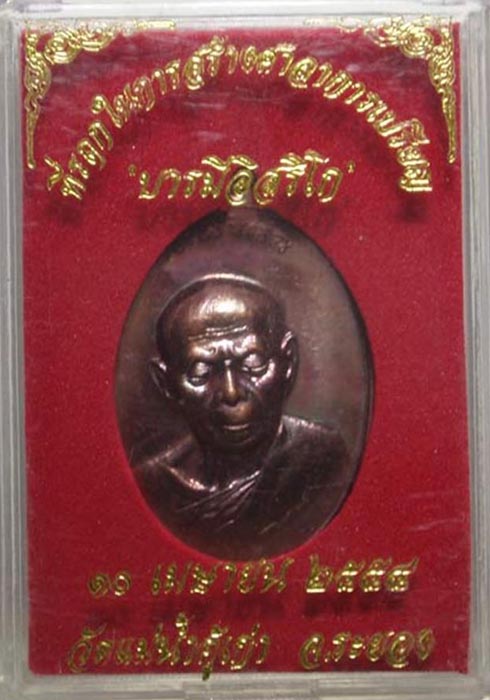 ที่ระลึกในการสร้างศาลาการเปรียญ
'บารมีอิสริโก'
๑๑ เมษายน ๒๕๕๔
วัดแม่น้ำคู้เก่า จ.ระยอง